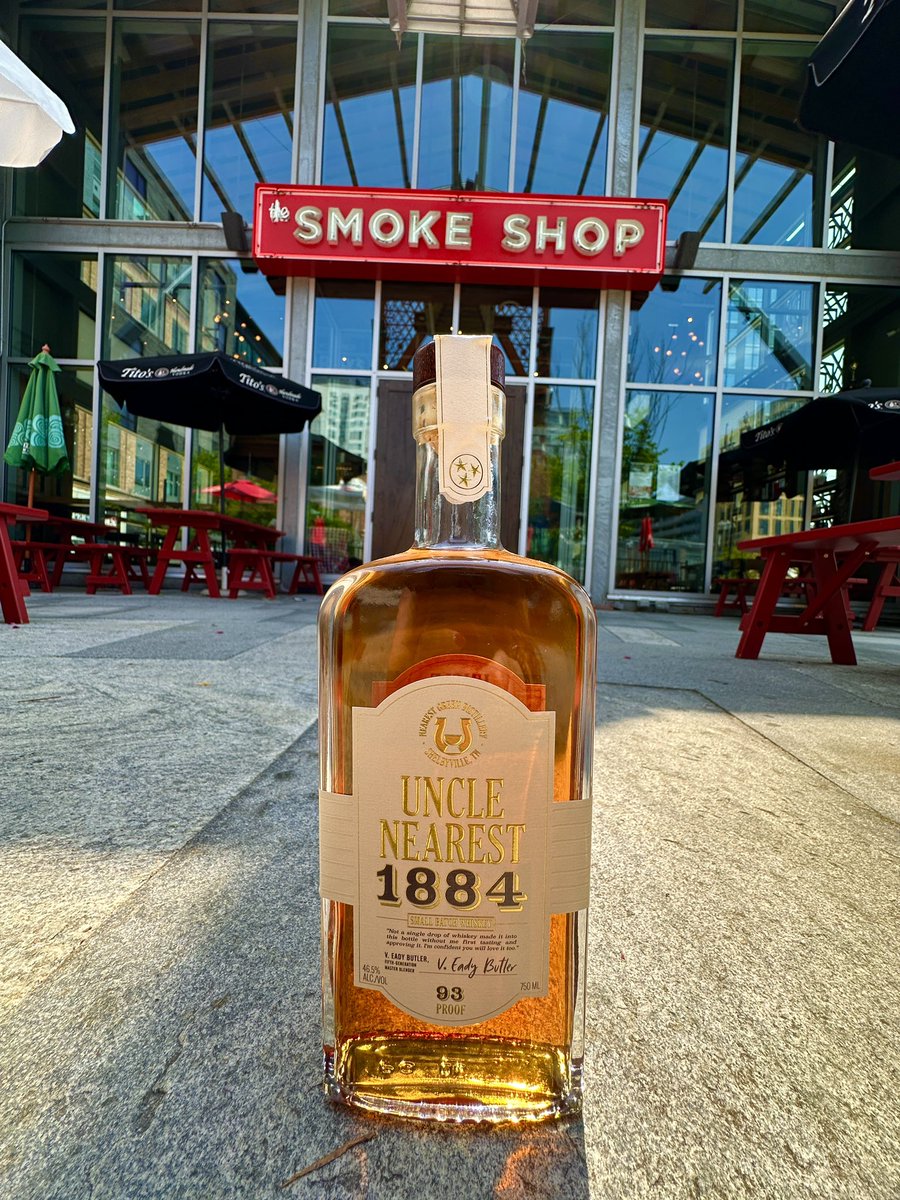 the SMOKE SHOP
Tito's Handmade
Tito's
Tito's
NEAREST GREEN DISTILLERY
SHELBYVILLE, TN
UNCLE
NEAREST
1884
SMALL BATCH WHISKEY
"Not a single drop of whiskey made it into
this bottle without me first tasting and
approving it. I'm confident you will love it too."
V. EADY BUTLER,
FIFTH-GENERATION
MASTER BLENDER
V. Eady Butler
46.5%
ALC/VOL
750 ML
93
PROOF